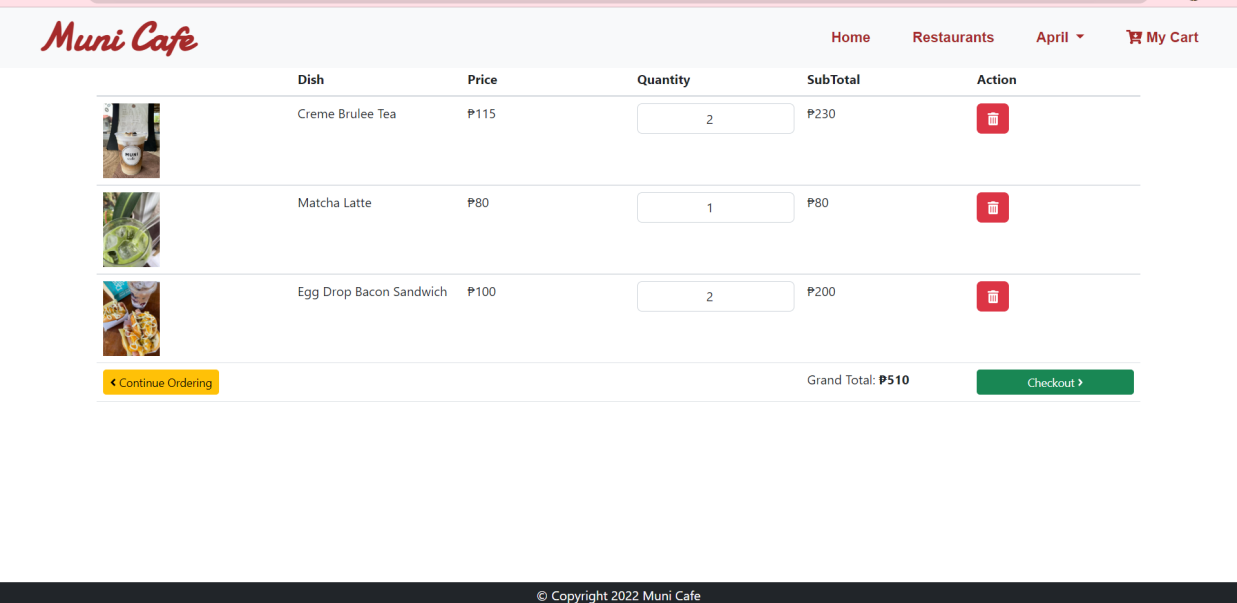 Muni Cafe
Home Restaurants April My Cart
Dish Price Quantity SubTotal Action
Creme Brulee Tea ₱115 2 ₱230
MUNI
Matcha Latte ₱80 1 ₱80
Egg Drop Bacon Sandwich ₱100 2 ₱200
Continue Ordering Grand Total: ₱510 Checkout
© Copyright 2022 Muni Cafe